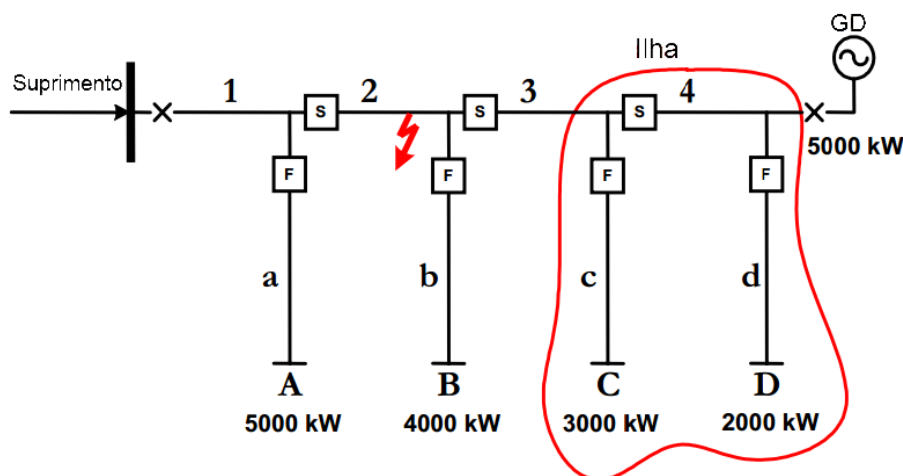 GD
Ilha
Suprimento
1 S 2 S 3 S 4
5000 kW
F F F F
a b c d
A B C D
5000 kW 4000 kW 3000 kW 2000 kW